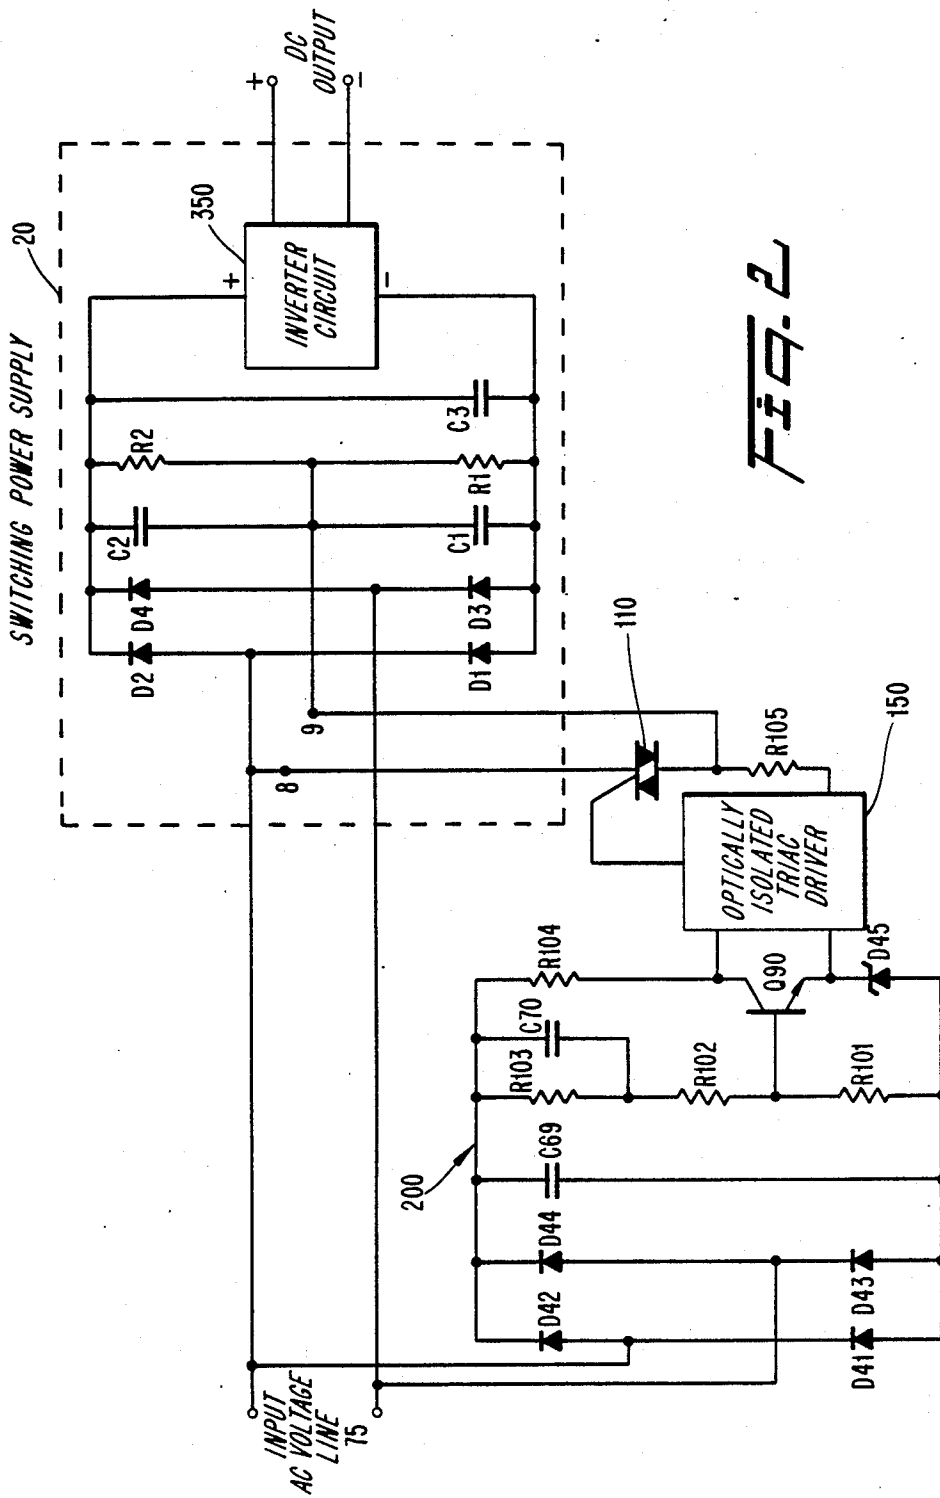 SWITCHING POWER SUPPLY
20
DC
OUTPUT
+
−
350
+
INVERTER
CIRCUIT
−
R2
C3
R1
C2
C1
D4
D3
D2
D1
9
8
110
R105
150
OPTICALLY
ISOLATED
TRIAC
DRIVER
INPUT
AC VOLTAGE
LINE
75
200
R104
C70
R103
C69
D44
D42
R102
Q90
D45
R101
D43
D41
Fig. 2